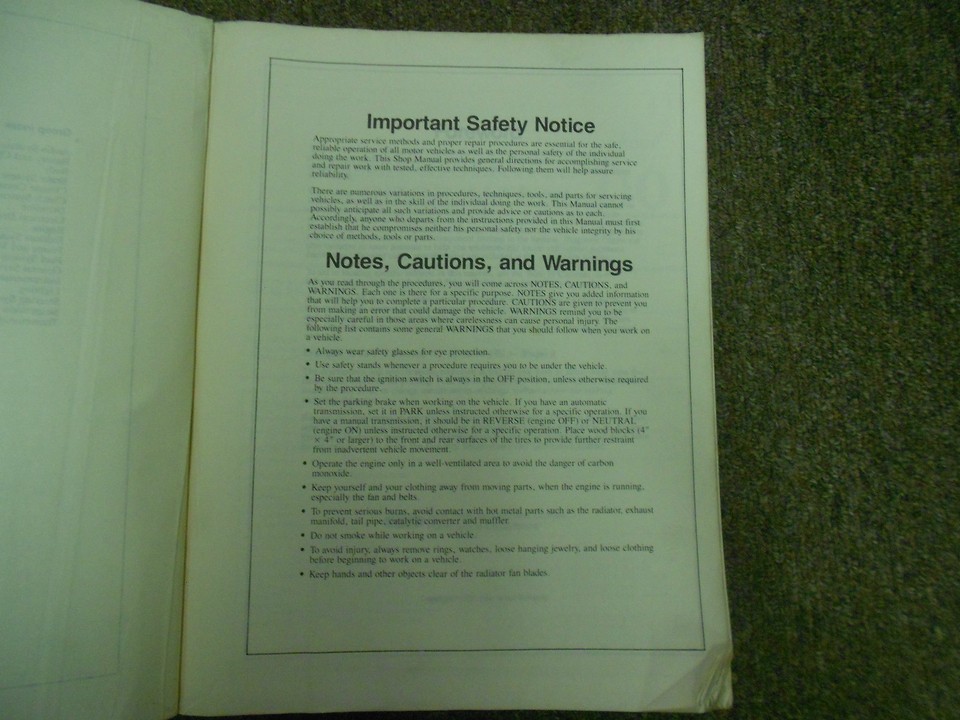 Important Safety Notice
Appropriate service methods and proper repair procedures are essential for the safe,
reliable operation of all motor vehicles as well as the personal safety of the individual
doing the work. This Shop Manual provides general directions for accomplishing service
and repair work with tested, effective techniques. Following them will help assure
reliability.
There are numerous variations in procedures, techniques, tools, and parts for servicing
vehicles, as well as in the skill of the individual doing the work. This Manual cannot
possibly anticipate all such variations and provide advice or cautions as to each.
Accordingly, anyone who departs from the instructions provided in this Manual must first
establish that he compromises neither his personal safety nor the vehicle integrity by his
choice of methods, tools or parts.
Notes, Cautions, and Warnings
As you read through the procedures, you will come across NOTES, CAUTIONS, and
WARNINGS. Each one is there for a specific purpose. NOTES give you added information
that will help you to complete a particular procedure. CAUTIONS are given to prevent you
from making an error that could damage the vehicle. WARNINGS remind you to be
especially careful in those areas where carelessness can cause personal injury. The
following list contains some general WARNINGS that you should follow when you work on
a vehicle.
• Always wear safety glasses for eye protection.
• Use safety stands whenever a procedure requires you to be under the vehicle.
• Be sure that the ignition switch is always in the OFF position, unless otherwise required
by the procedure.
• Set the parking brake when working on the vehicle. If you have an automatic
transmission, set it in PARK unless instructed otherwise for a specific operation. If you
have a manual transmission, it should be in REVERSE (engine OFF) or NEUTRAL
(engine ON) unless instructed otherwise for a specific operation. Place wood blocks (4"
× 4" or larger) to the front and rear surfaces of the tires to provide further restraint
from inadvertent vehicle movement.
• Operate the engine only in a well-ventilated area to avoid the danger of carbon
monoxide.
• Keep yourself and your clothing away from moving parts, when the engine is running,
especially the fan and belts.
• To prevent serious burns, avoid contact with hot metal parts such as the radiator, exhaust
manifold, tail pipe, catalytic converter and muffler.
• Do not smoke while working on a vehicle.
• To avoid injury, always remove rings, watches, loose hanging jewelry, and loose clothing
before beginning to work on a vehicle.
• Keep hands and other objects clear of the radiator fan blades.